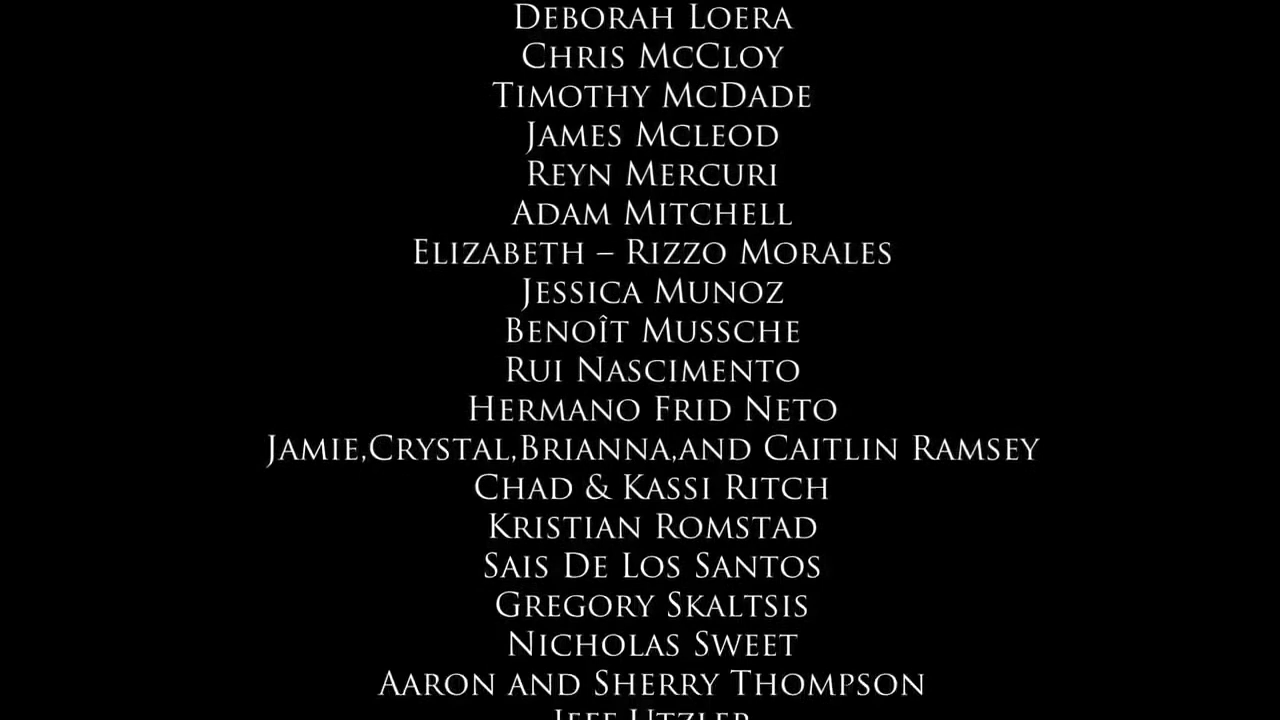 Deborah Loera
Chris McCloy
Timothy McDade
James Mcleod
Reyn Mercuri
Adam Mitchell
Elizabeth – Rizzo Morales
Jessica Munoz
Benoît Mussche
Rui Nascimento
Hermano Frid Neto
Jamie,Crystal,Brianna,and Caitlin Ramsey
Chad & Kassi Ritch
Kristian Romstad
Sais De Los Santos
Gregory Skaltsis
Nicholas Sweet
Aaron and Sherry Thompson
Jeff Utzler